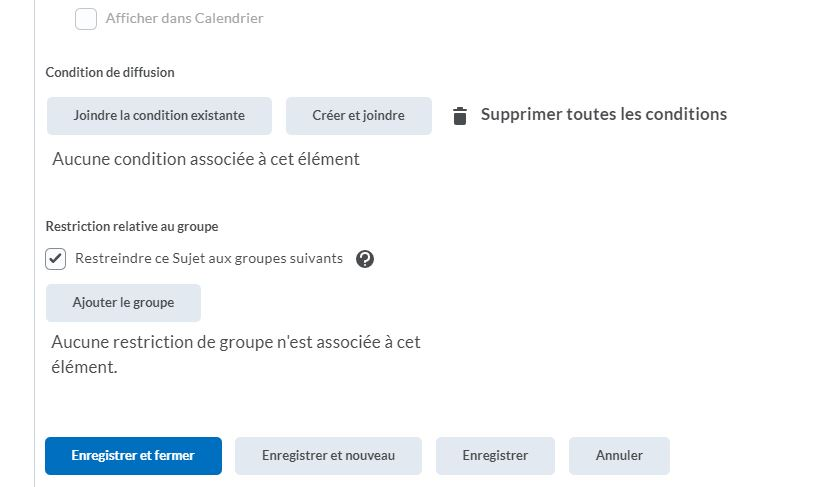 Afficher dans Calendrier
Condition de diffusion
Joindre la condition existante
Créer et joindre
Supprimer toutes les conditions
Aucune condition associée à cet élément
Restriction relative au groupe
Restreindre ce Sujet aux groupes suivants ?
Ajouter le groupe
Aucune restriction de groupe n'est associée à cet
élément.
Enregistrer et fermer
Enregistrer et nouveau
Enregistrer
Annuler